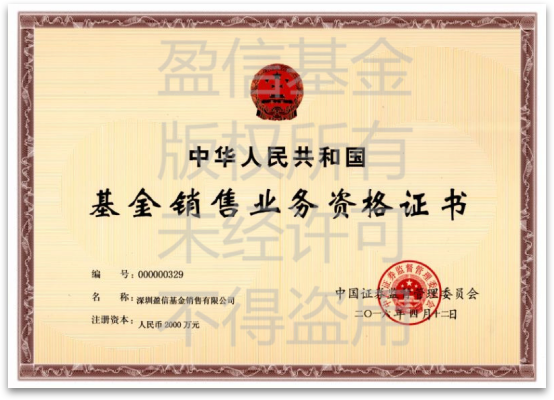 盈信基金
版权所有
未经许可
不得盗用
中华人民共和国
基金销售业务资格证书
编 号：000000329
名 称：深圳盈信基金销售有限公司
注册资本：人民币2000万元
中国证券监督管理委员会
二〇一八年四月十二日